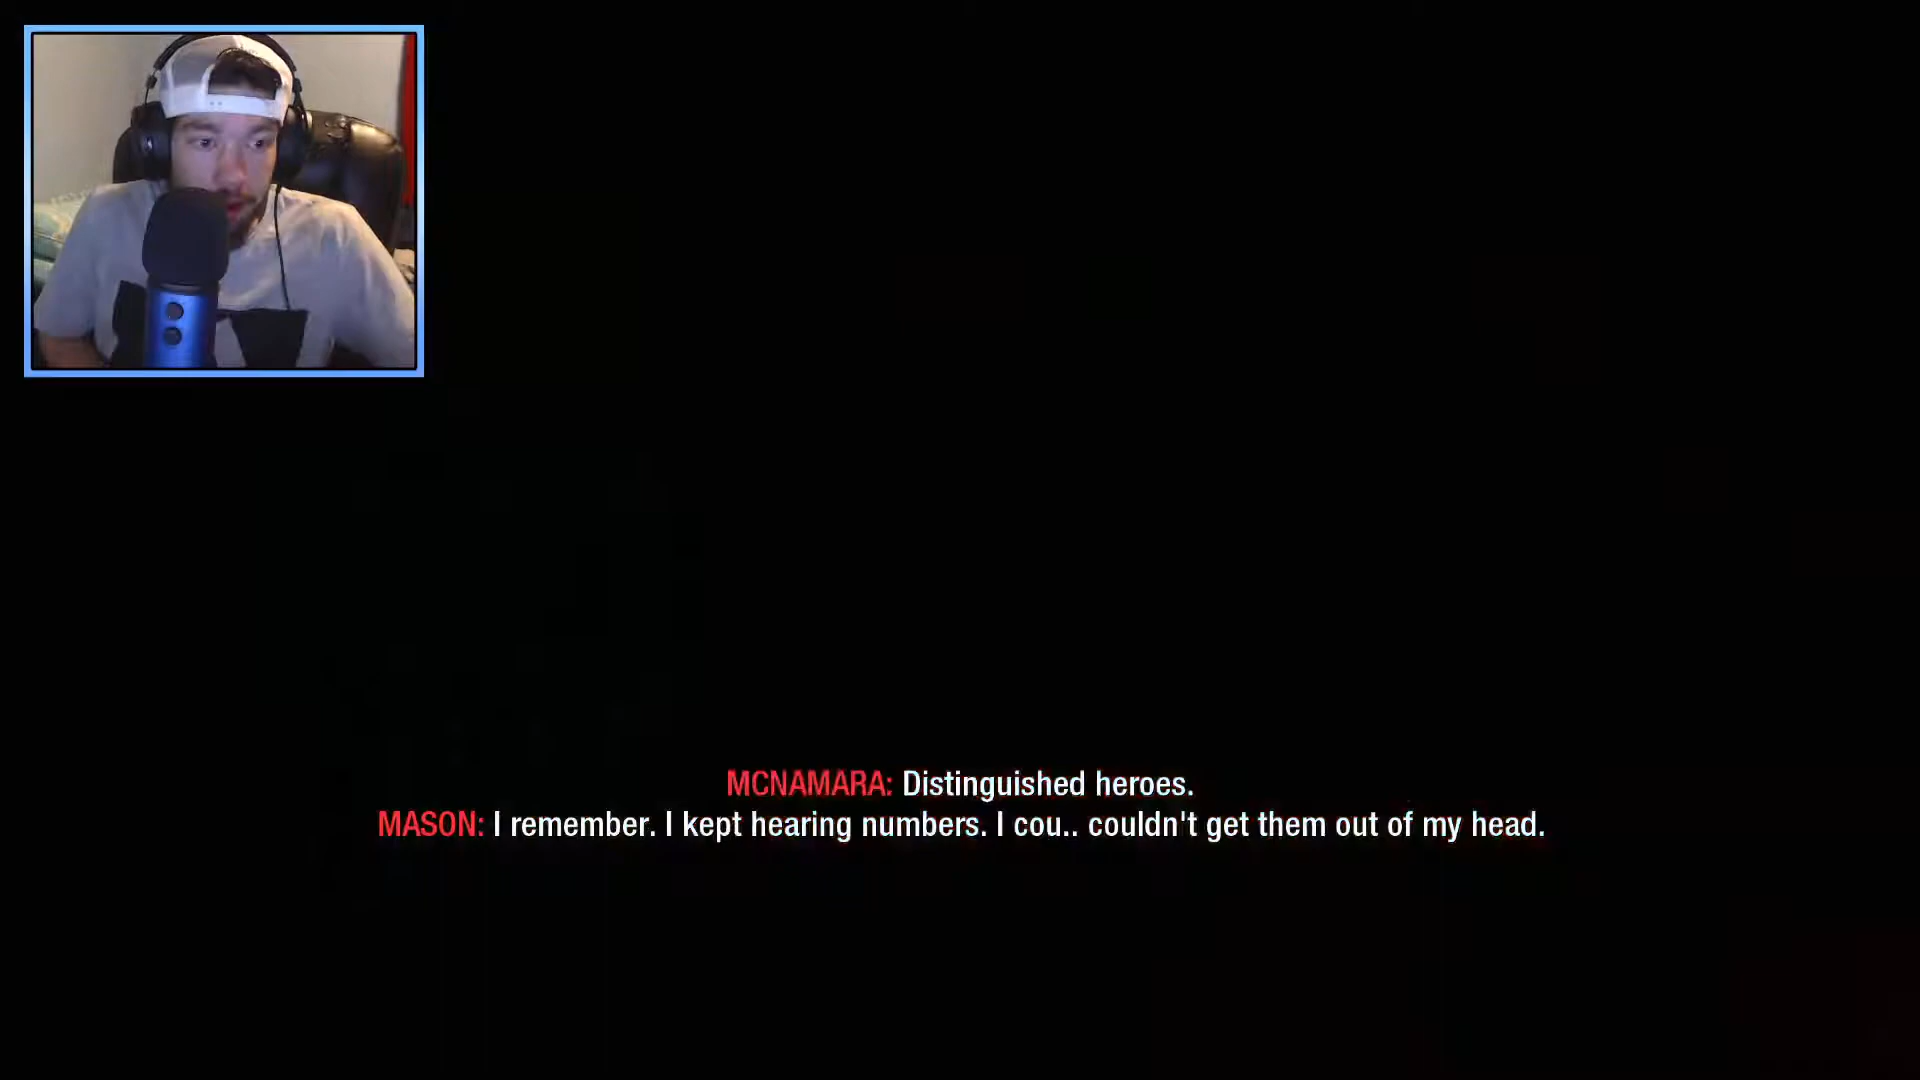 MCNAMARA: Distinguished heroes.
MASON: I remember. I kept hearing numbers. I cou.. couldn't get them out of my head.